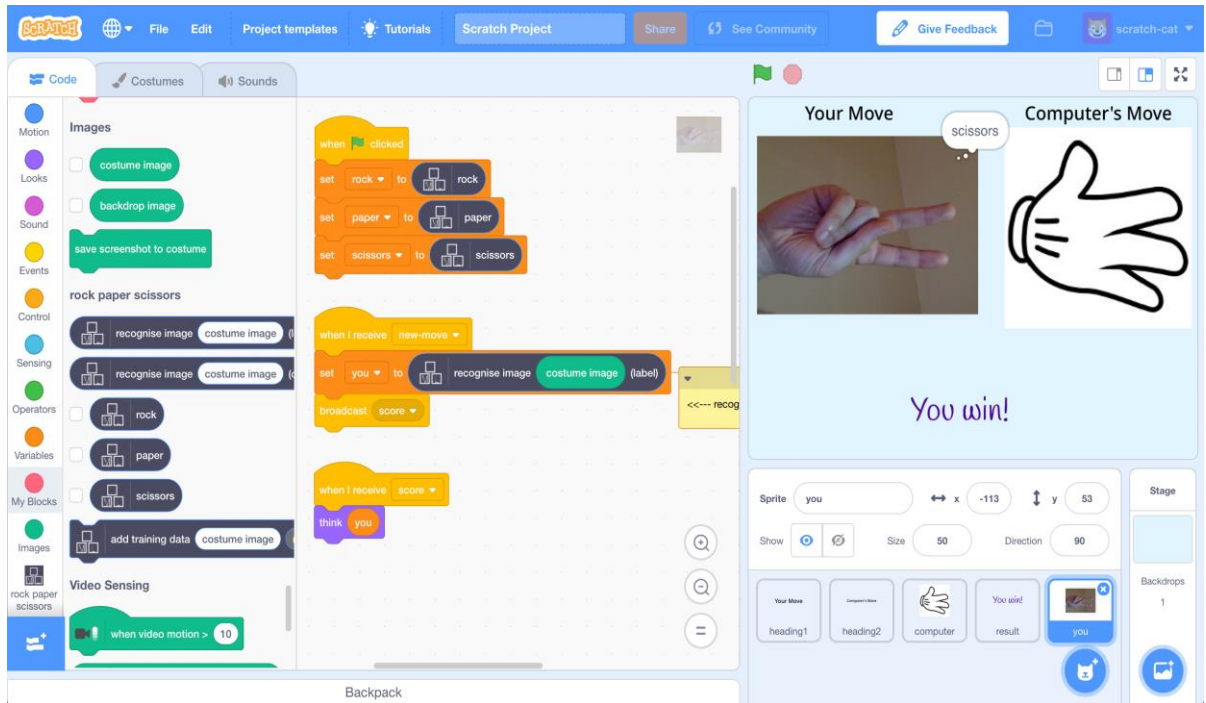 SCRATCH
File Edit Project templates Tutorials Scratch Project Share See Community Give Feedback scratch-cat
Code Costumes Sounds
Motion
Looks
Sound
Events
Control
Sensing
Operators
Variables
My Blocks
Images
rock paper
scissors
Images
costume image
backdrop image
save screenshot to costume
rock paper scissors
recognise image costume image
recognise image costume image
rock
paper
scissors
add training data costume image
Video Sensing
when video motion > 10
when clicked
set rock to rock
set paper to paper
set scissors to scissors
when I receive new-move
set you to recognise image costume image (label)
broadcast score
<<--- recog
when I receive score
think you
Backpack
Your Move Computer's Move
scissors
You win!
Sprite you x -113 y 53
Show Size 50 Direction 90
Your Move
heading1
Computer's Move
heading2
computer
You win!
result
you
Stage
Backdrops
1